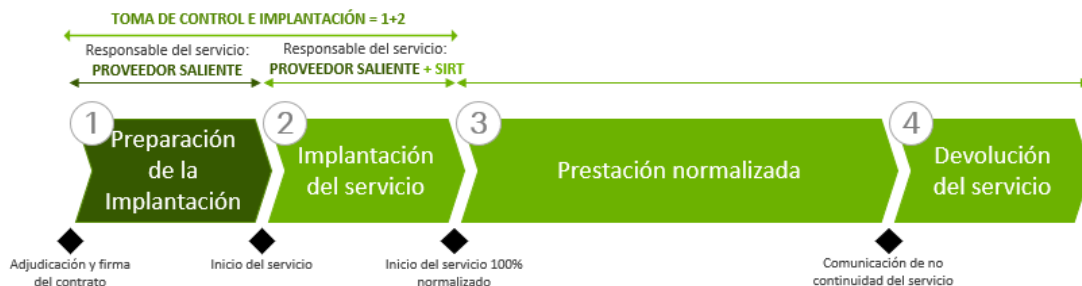 TOMA DE CONTROL E IMPLANTACIÓN = 1+2
Responsable del servicio:
PROVEEDOR SALIENTE
Responsable del servicio:
PROVEEDOR SALIENTE + SIRT
1
Preparación
de la
Implantación
2
Implantación
del servicio
3
Prestación normalizada
4
Devolución
del servicio
Adjudicación y firma
del contrato
Inicio del servicio
Inicio del servicio 100%
normalizado
Comunicación de no
continuidad del servicio